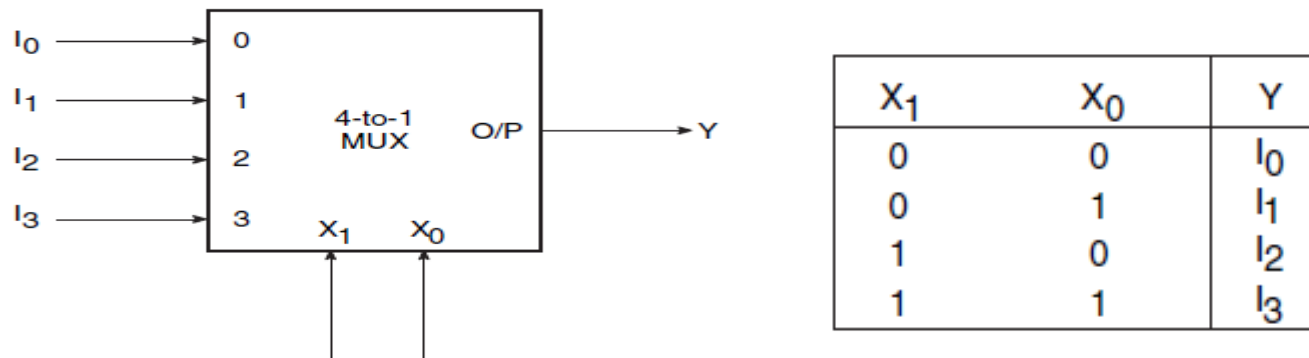 I0 0
I1 1
4-to-1
MUX
O/P Y
I2 2
I3 3
X1 X0
X1 X0 Y
0 0 I0
0 1 I1
1 0 I2
1 1 I3